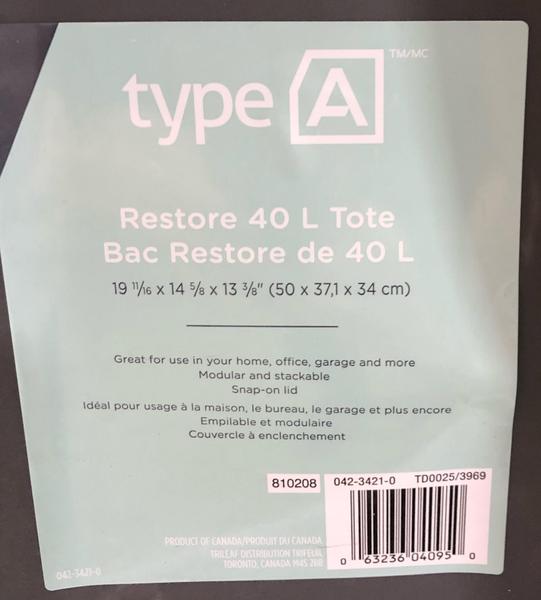 type A TM/MC
Restore 40 L Tote
Bac Restore de 40 L
19 11/16 x 14 5/8 x 13 3/8" (50 x 37,1 x 34 cm)
Great for use in your home, office, garage and more
Modular and stackable
Snap-on lid
Idéal pour usage à la maison, le bureau, le garage et plus encore
Empilable et modulaire
Couvercle à enclenchement
810208 042-3421-0 TD0025/3969
PRODUCT OF CANADA/PRODUIT DU CANADA
TRILEAF DISTRIBUTION TRIFEUIL
TORONTO, CANADA M4S 2B8
0 63236 04095 0
042-3421-0